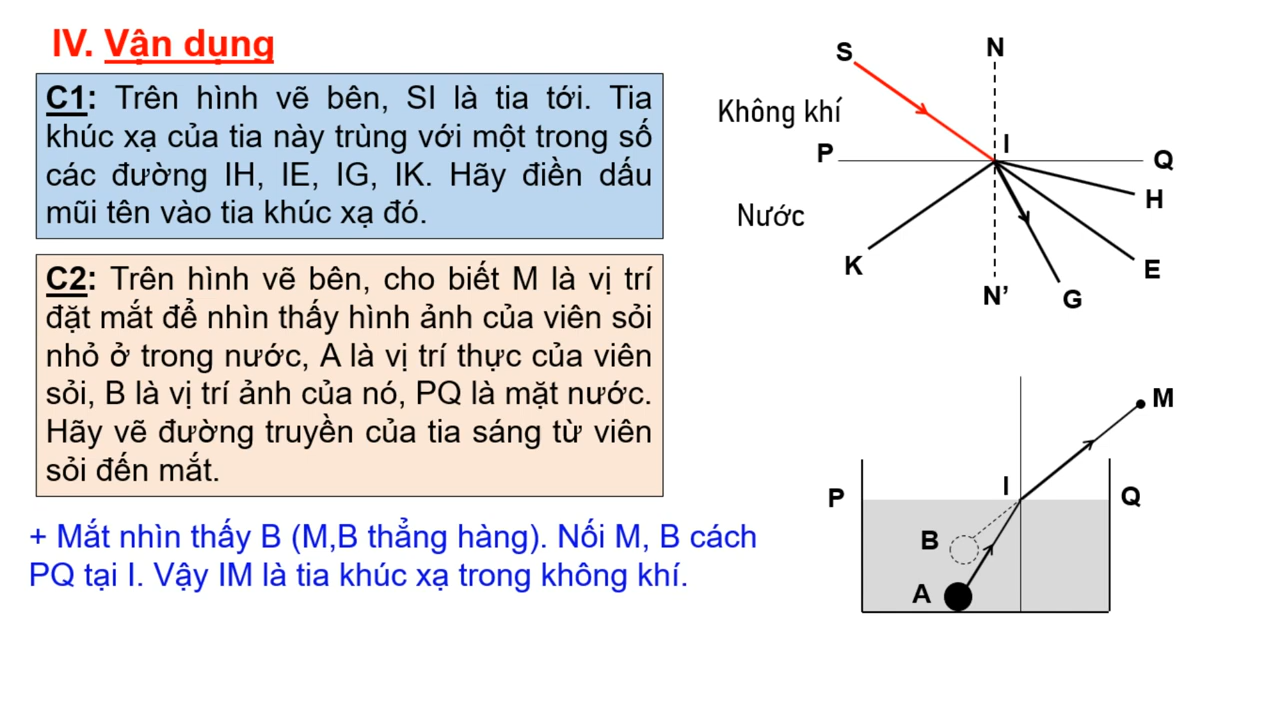 IV. Vận dụng
C1: Trên hình vẽ bên, SI là tia tới. Tia
khúc xạ của tia này trùng với một trong số
các đường IH, IE, IG, IK. Hãy điền dấu
mũi tên vào tia khúc xạ đó.
C2: Trên hình vẽ bên, cho biết M là vị trí
đặt mắt để nhìn thấy hình ảnh của viên sỏi
nhỏ ở trong nước, A là vị trí thực của viên
sỏi, B là vị trí ảnh của nó, PQ là mặt nước.
Hãy vẽ đường truyền của tia sáng từ viên
sỏi đến mắt.
+ Mắt nhìn thấy B (M,B thẳng hàng). Nối M, B cách
PQ tại I. Vậy IM là tia khúc xạ trong không khí.
S
N
Không khí
I
P
Q
H
Nước
K
E
N’
G
M
I
P
Q
B
A